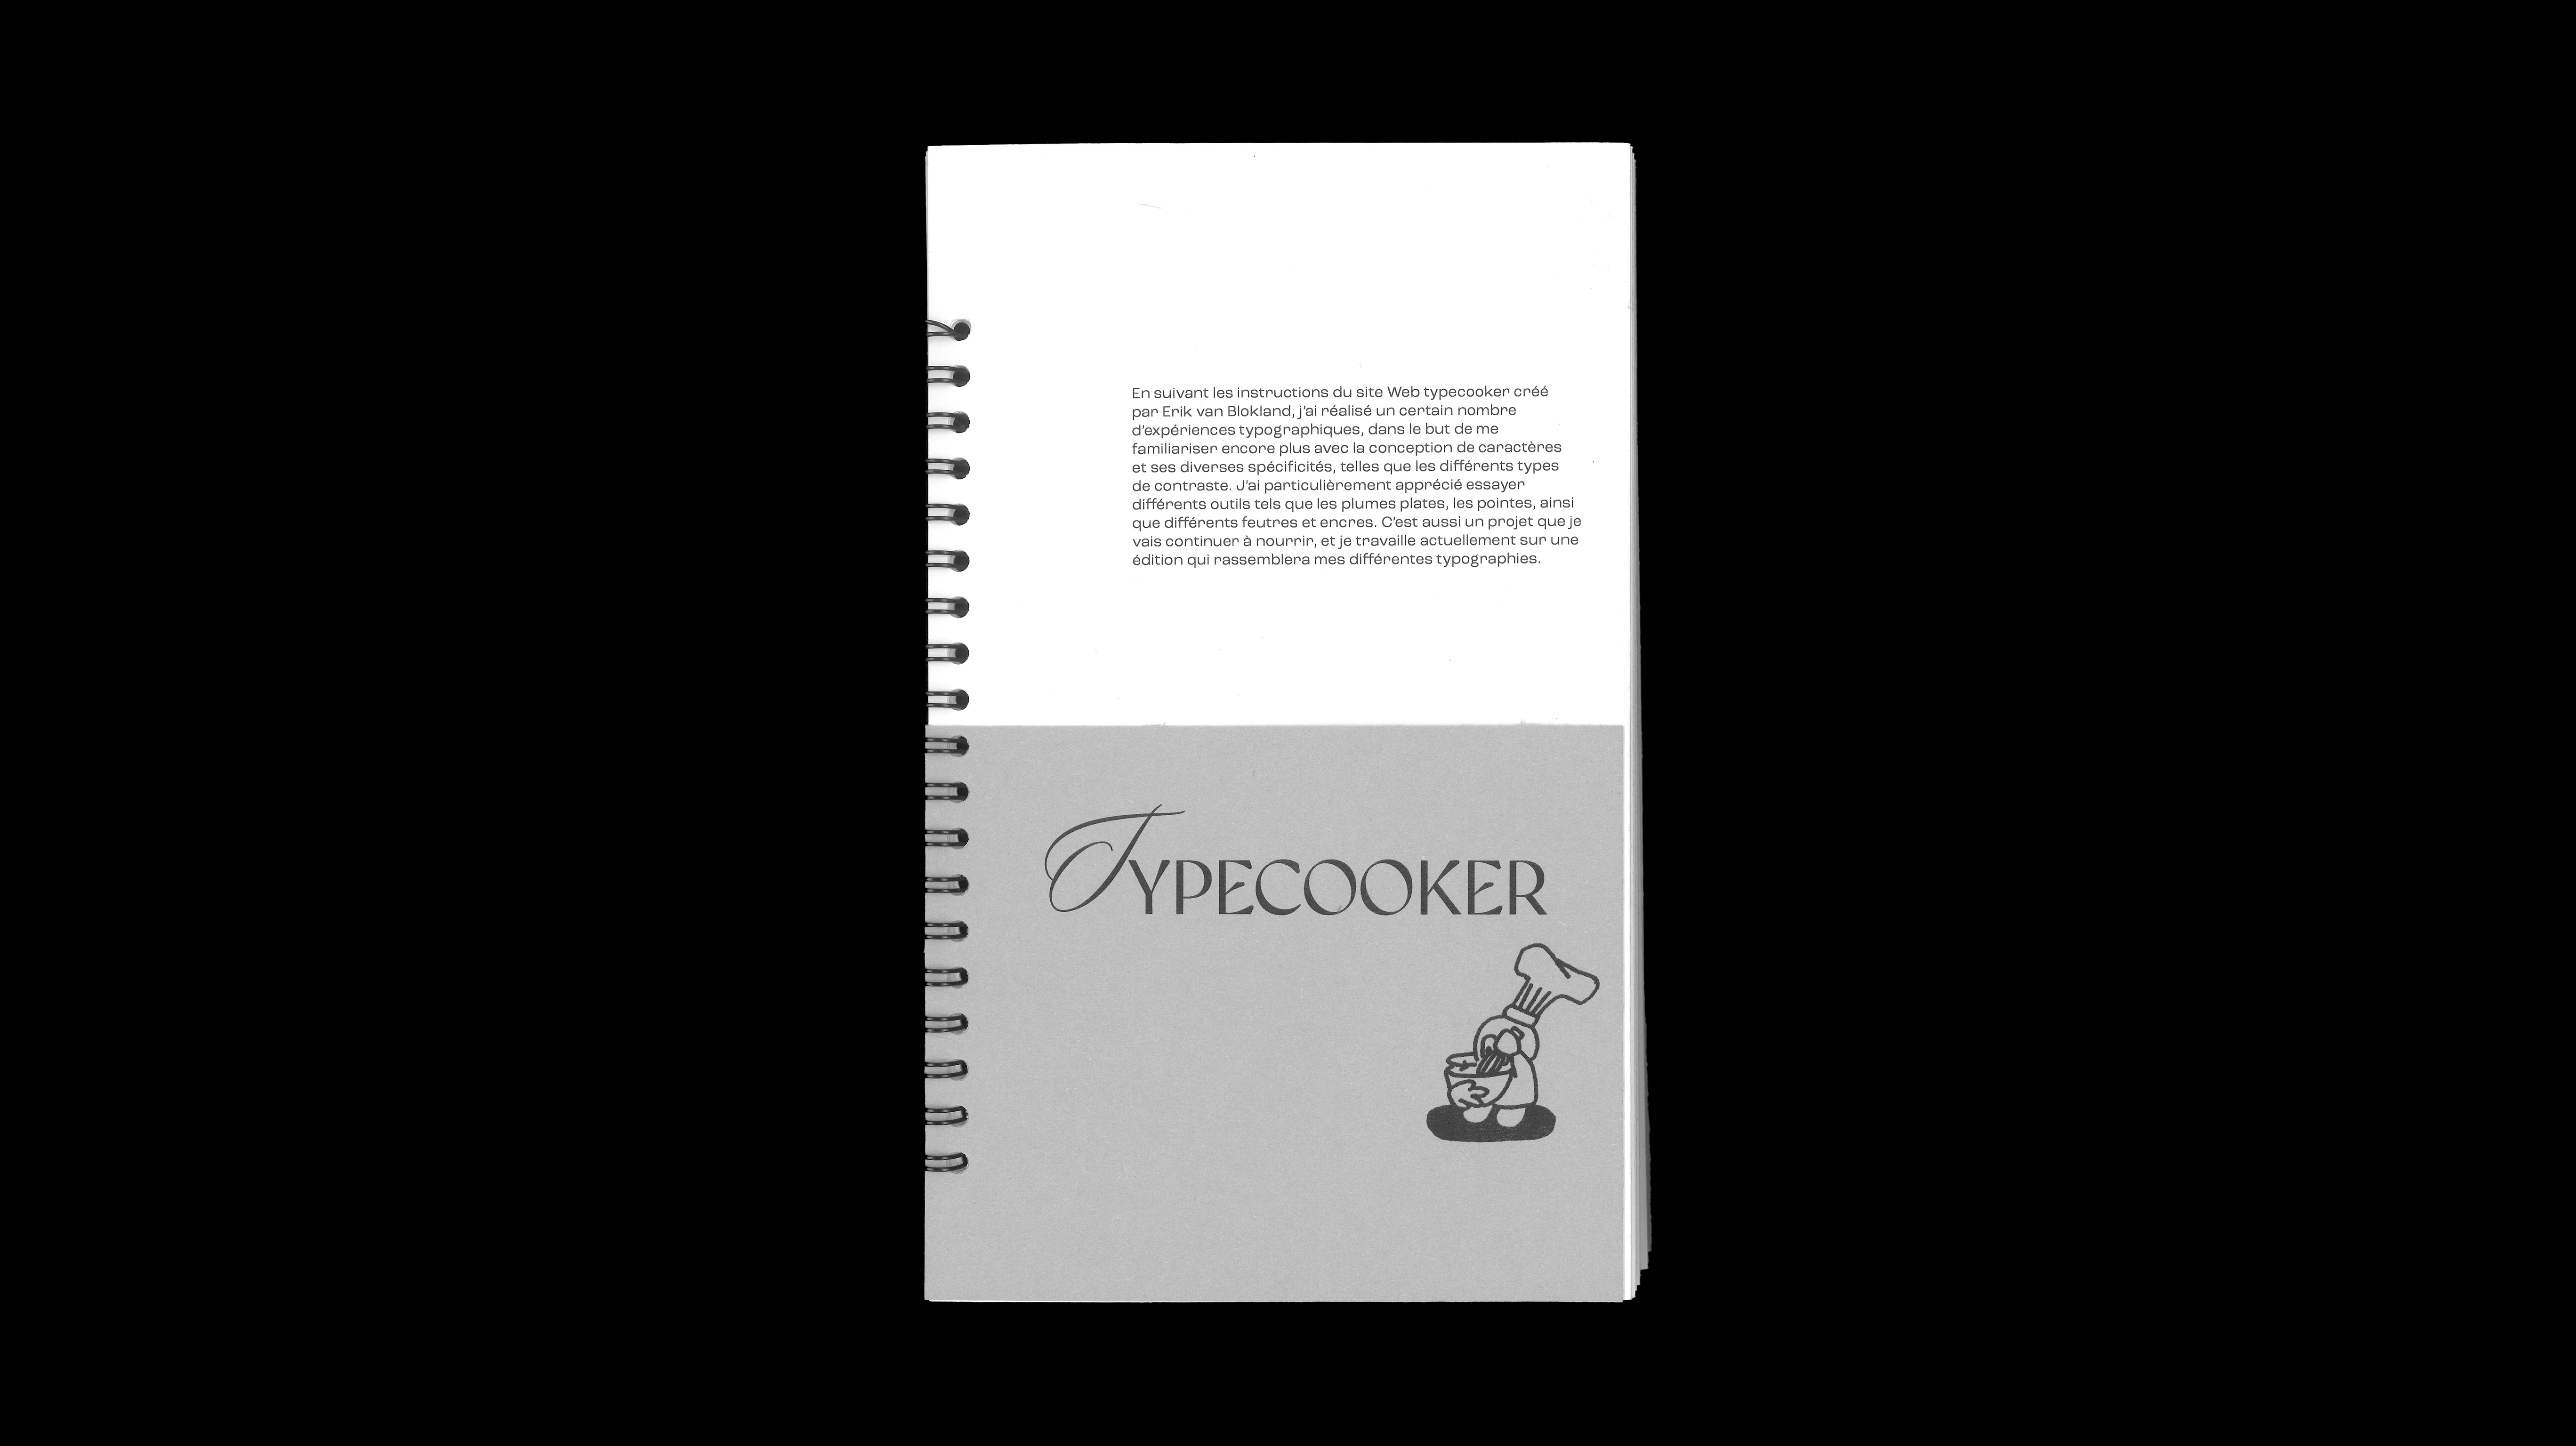 En suivant les instructions du site Web typecooker créé
par Erik van Blokland, j'ai réalisé un certain nombre
d'expériences typographiques, dans le but de me
familiariser encore plus avec la conception de caractères
et ses diverses spécificités, telles que les différents types
de contraste. J'ai particulièrement apprécié essayer
différents outils tels que les plumes plates, les pointes, ainsi
que différents feutres et encres. C'est aussi un projet que je
vais continuer à nourrir, et je travaille actuellement sur une
édition qui rassemblera mes différentes typographies.
TYPECOOKER